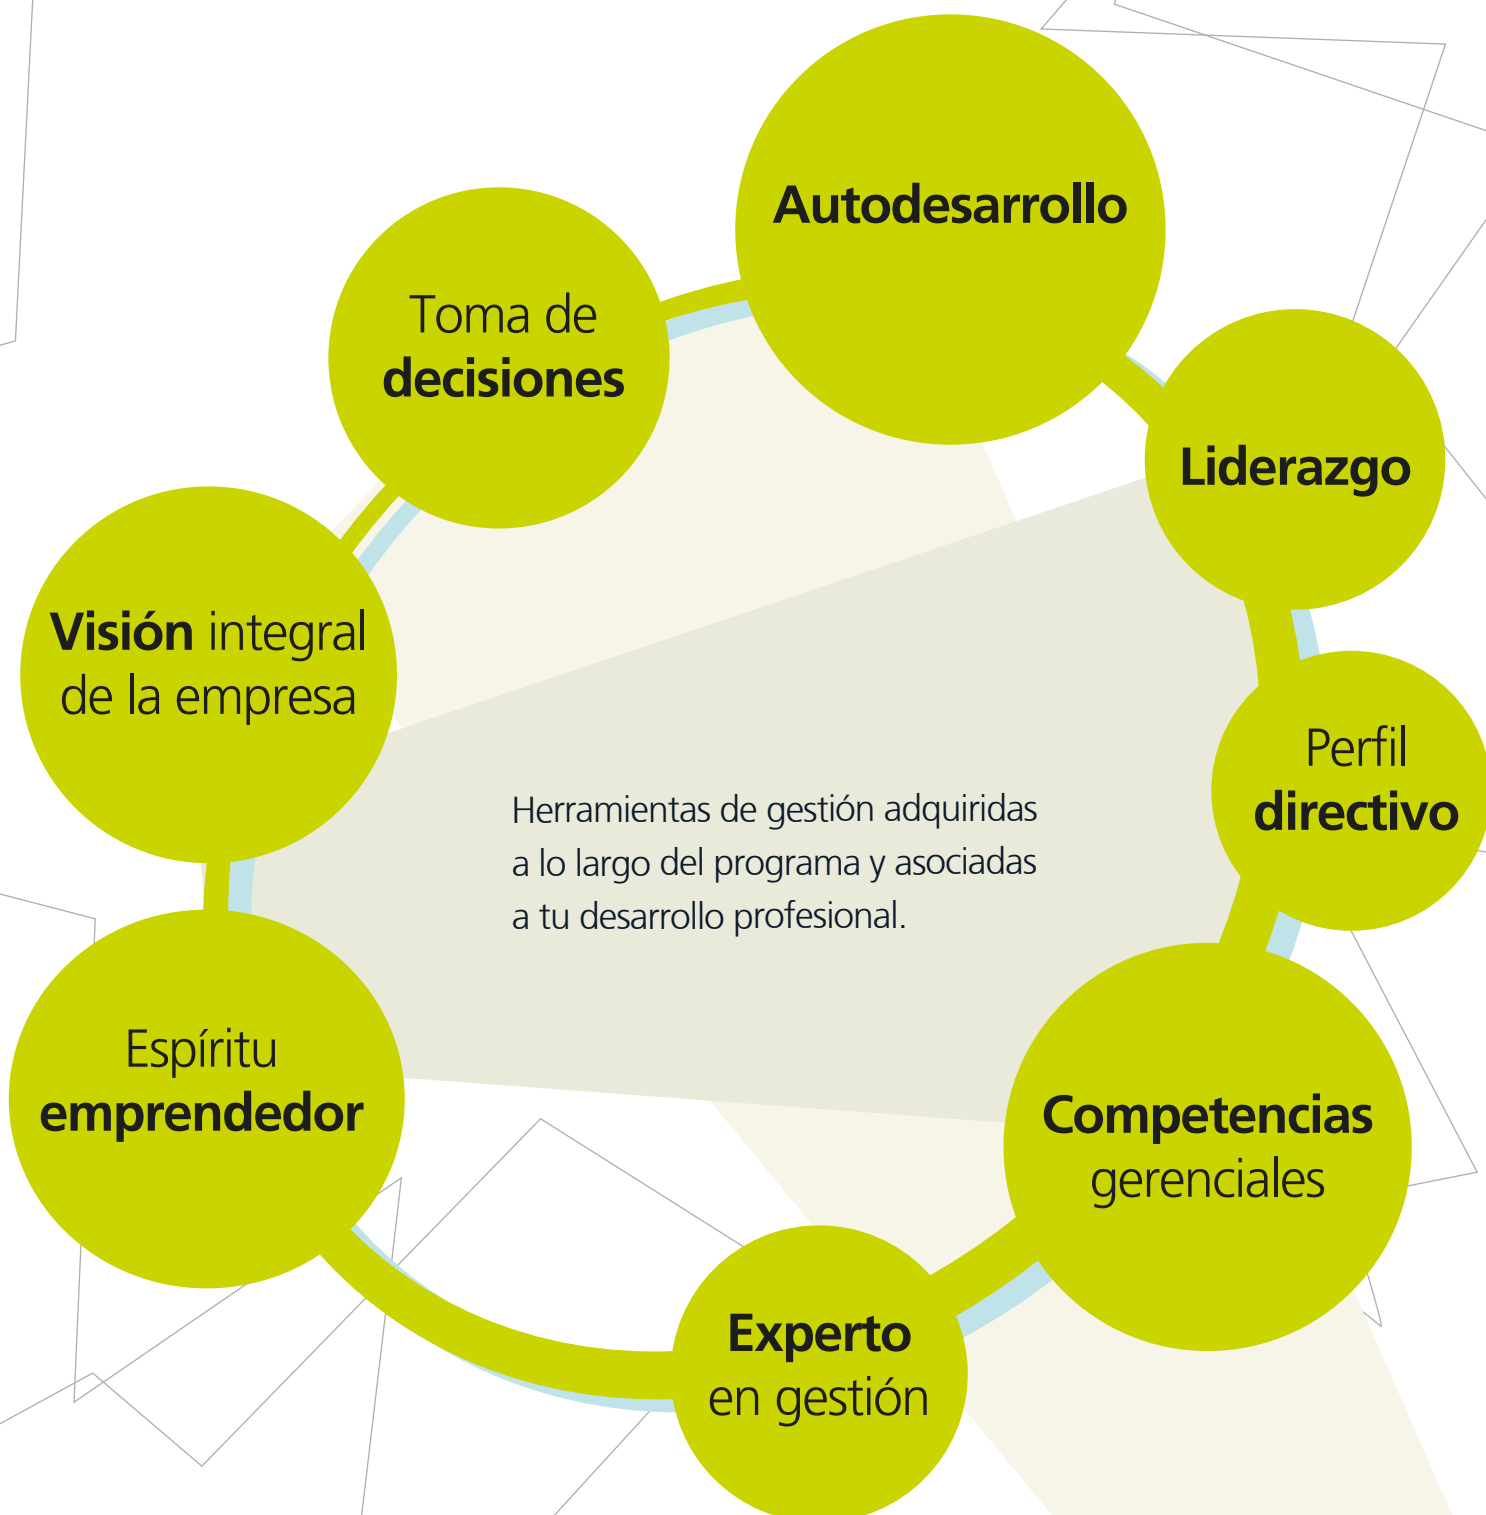 Autodesarrollo
Toma de
decisiones
Liderazgo
Visión integral
de la empresa
Perfil
directivo
Herramientas de gestión adquiridas
a lo largo del programa y asociadas
a tu desarrollo profesional.
Espíritu
emprendedor
Competencias
gerenciales
Experto
en gestión